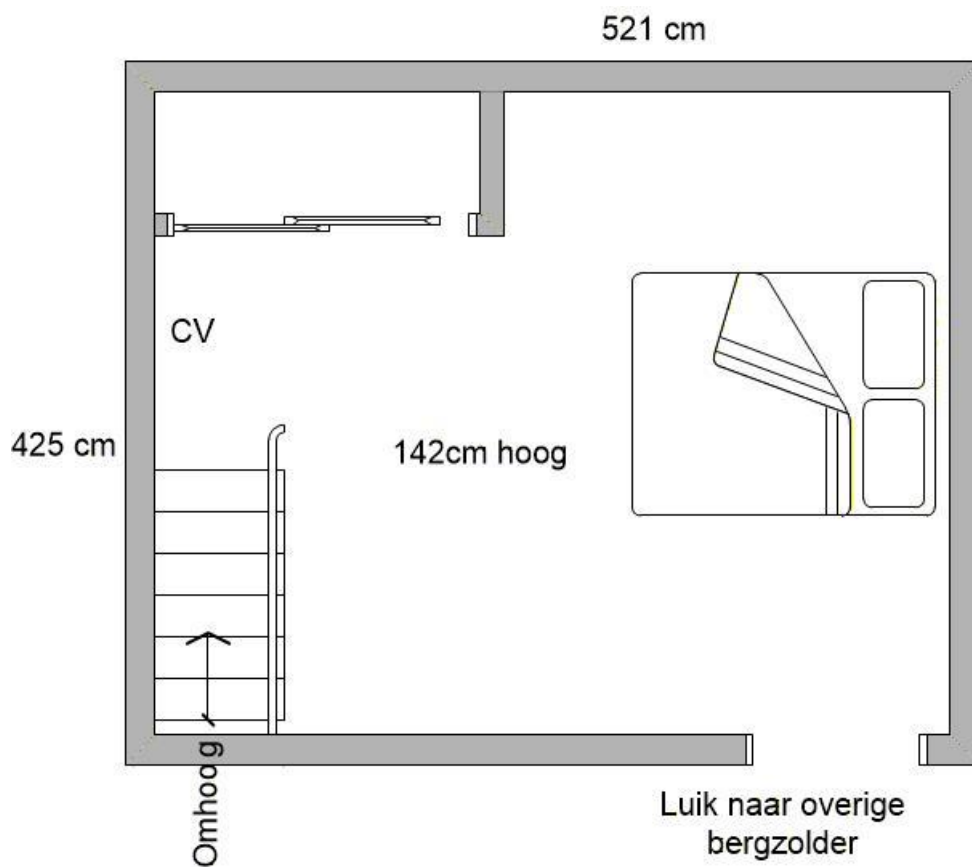 521 cm
CV
425 cm
142cm hoog
Omhoog
Luik naar overige
bergzolder